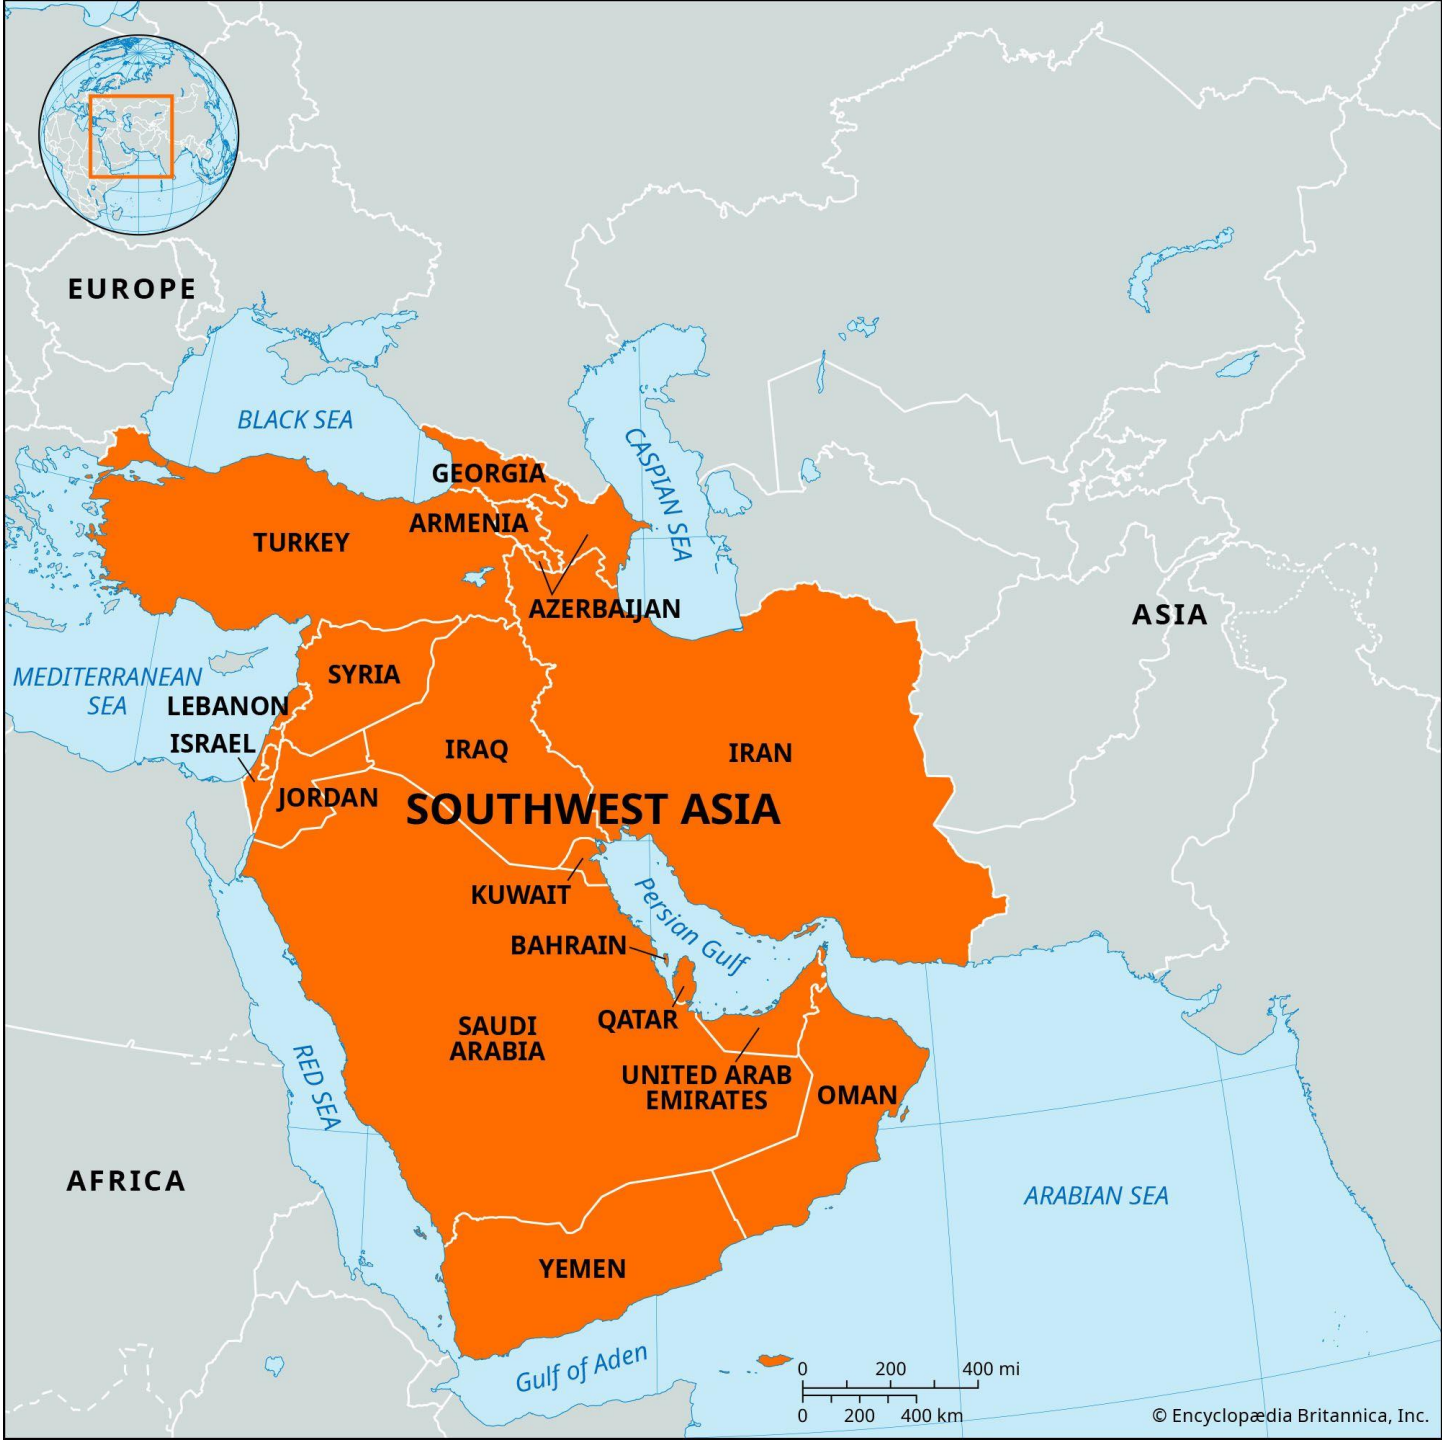 EUROPE
BLACK SEA
CASPIAN SEA
GEORGIA
ARMENIA
TURKEY
AZERBAIJAN
ASIA
MEDITERRANEAN
SEA
SYRIA
LEBANON
ISRAEL
IRAQ
IRAN
JORDAN
SOUTHWEST ASIA
KUWAIT
Persian Gulf
BAHRAIN
QATAR
SAUDI
ARABIA
RED SEA
UNITED ARAB
EMIRATES
OMAN
AFRICA
ARABIAN SEA
YEMEN
Gulf of Aden
0 200 400 mi
0 200 400 km
© Encyclopædia Britannica, Inc.